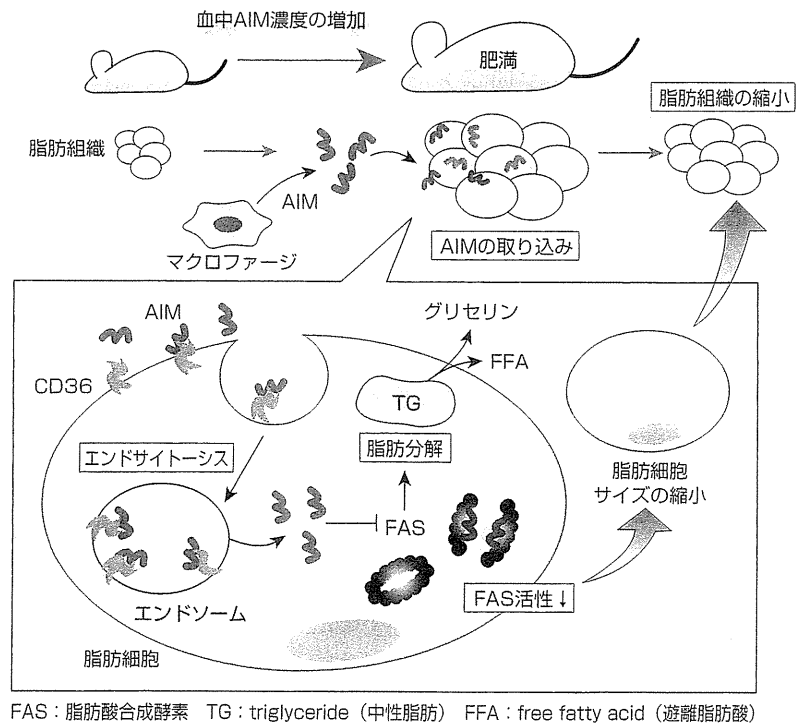 血中AIM濃度の増加
肥満
脂肪組織の縮小
脂肪組織
AIM
マクロファージ
AIMの取り込み
AIM
グリセリン
FFA
CD36
TG
エンドサイトーシス
脂肪分解
脂肪細胞
サイズの縮小
FAS
FAS活性↓
エンドソーム
脂肪細胞
FAS：脂肪酸合成酵素 TG：triglyceride（中性脂肪） FFA：free fatty acid（遊離脂肪酸）